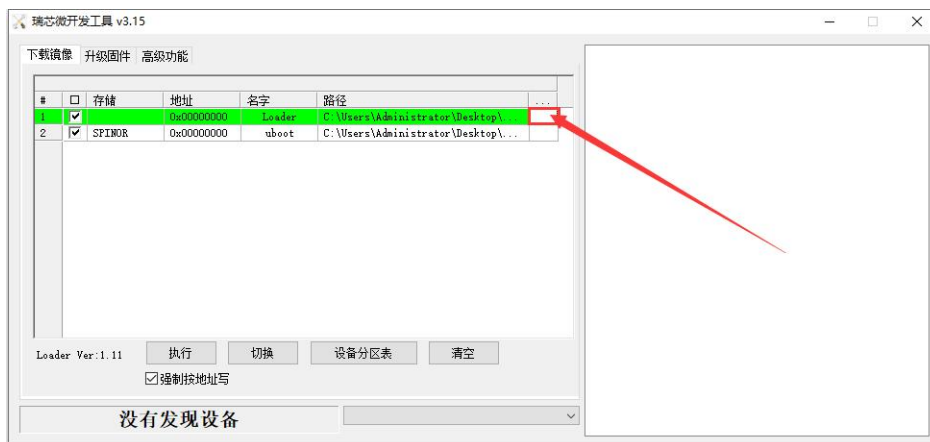 瑞芯微开发工具 v3.15
下载镜像 升级固件 高级功能
# 存储 地址 名字 路径 ...
1 0x00000000 Loader C:\Users\Administrator\Desktop\...
2 SPINOR 0x00000000 uboot C:\Users\Administrator\Desktop\...
Loader Ver:1.11 执行 切换 设备分区表 清空
强制按地址写
没有发现设备